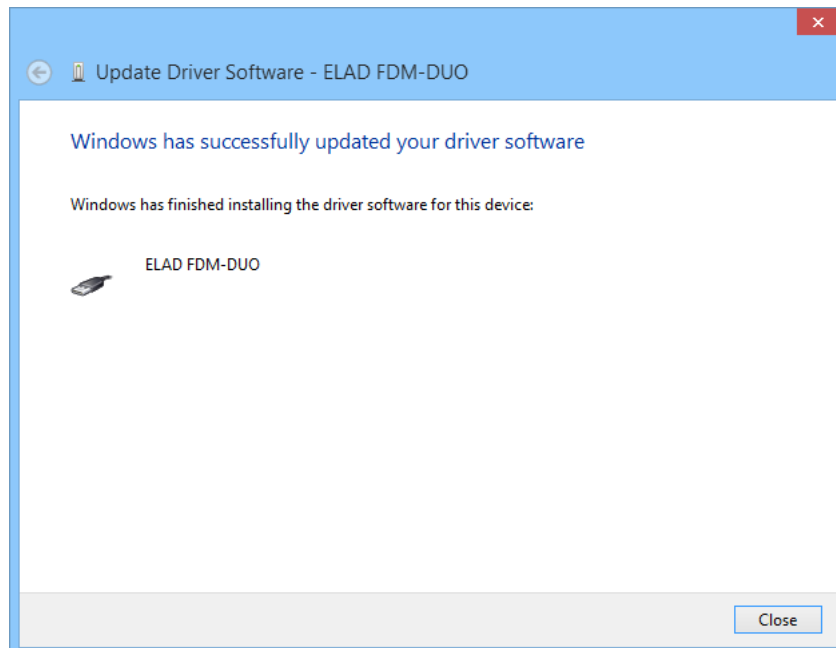 Update Driver Software - ELAD FDM-DUO
Windows has successfully updated your driver software
Windows has finished installing the driver software for this device:
ELAD FDM-DUO
Close